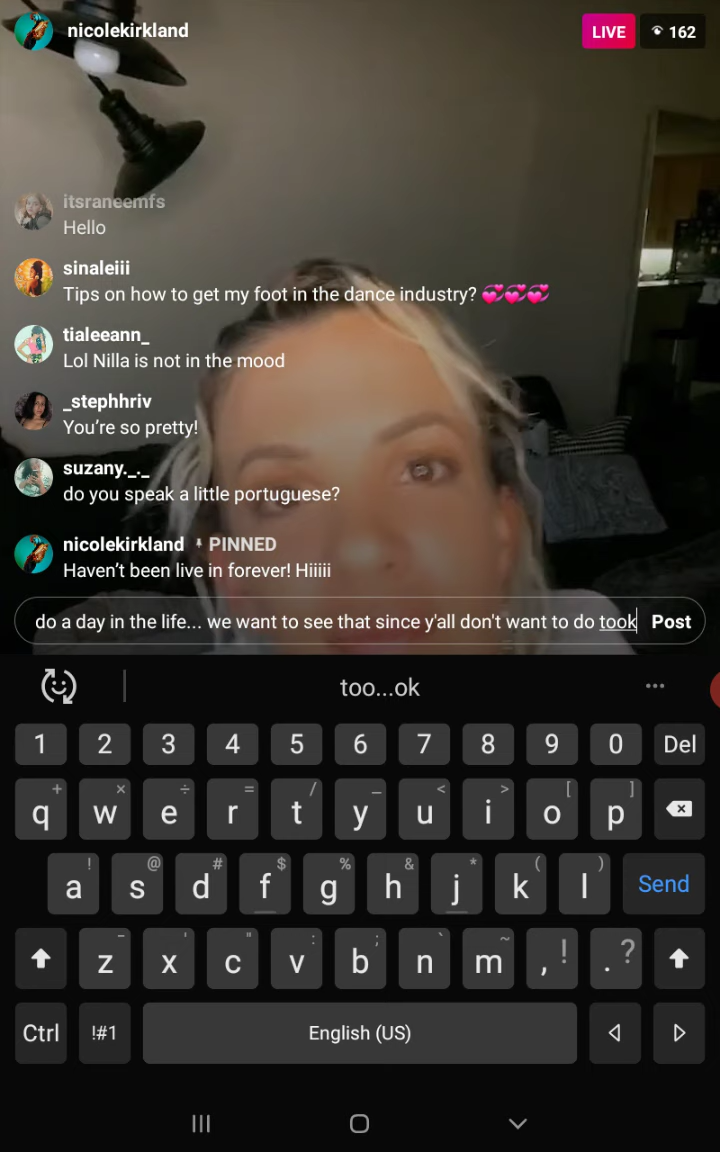 nicolekirkland
LIVE 162
itsraneemfs
Hello
sinaleiii
Tips on how to get my foot in the dance industry? 💞💞💞
tialeeann_
Lol Nilla is not in the mood
_stephhriv
You're so pretty!
suzany._._
do you speak a little portuguese?
nicolekirkland PINNED
Haven't been live in forever! Hiiiii
do a day in the life... we want to see that since y'all don't want to do took Post
too...ok ...
1 2 3 4 5 6 7 8 9 0 Del
+ × ÷ = / _ < > [ ]
q w e r t y u i o p
! @ # $ % & * ( )
a s d f g h j k l Send
- ' " : ; ` ~ ! ?
z x c v b n m , .
Ctrl !#1 English (US)